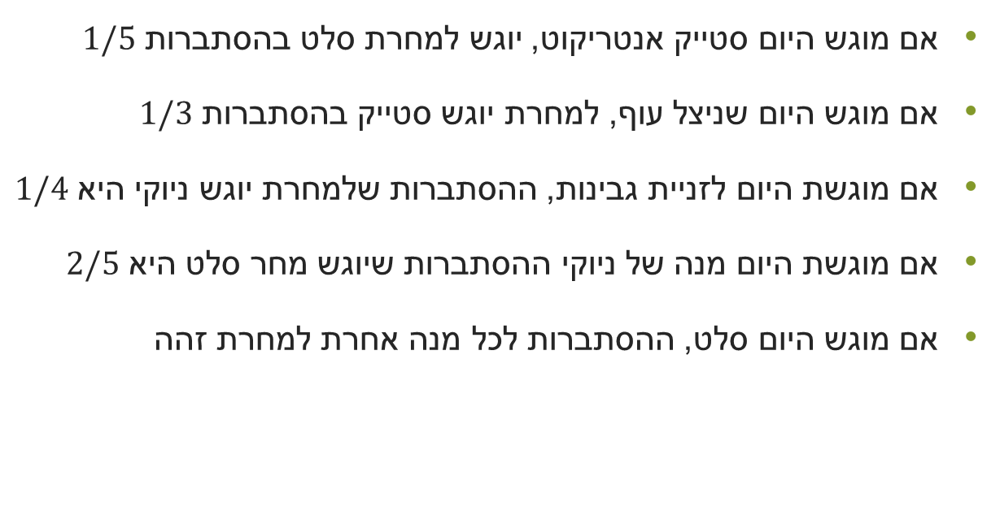 • אם מוגש היום סטייק אנטריקוט, יוגש למחרת סלט בהסתברות 1/5
• אם מוגש היום שניצל עוף, למחרת יוגש סטייק בהסתברות 1/3
• אם מוגשת היום לזניית גבינות, ההסתברות שלמחרת יוגש ניוקי היא 1/4
• אם מוגשת היום מנה של ניוקי ההסתברות שיוגש מחר סלט היא 2/5
• אם מוגש היום סלט, ההסתברות לכל מנה אחרת למחרת זהה